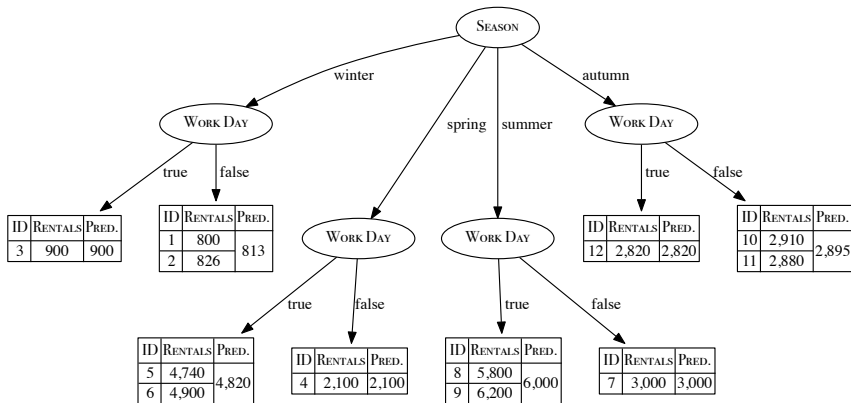 SEASON
winter
spring
summer
autumn
WORK DAY
WORK DAY
true
false
true
false
ID RENTALS PRED.
3 900 900
ID RENTALS PRED.
1 800 813
2 826
WORK DAY
WORK DAY
ID RENTALS PRED.
12 2,820 2,820
ID RENTALS PRED.
10 2,910 2,895
11 2,880
true
false
true
false
ID RENTALS PRED.
5 4,740 4,820
6 4,900
ID RENTALS PRED.
4 2,100 2,100
ID RENTALS PRED.
8 5,800 6,000
9 6,200
ID RENTALS PRED.
7 3,000 3,000